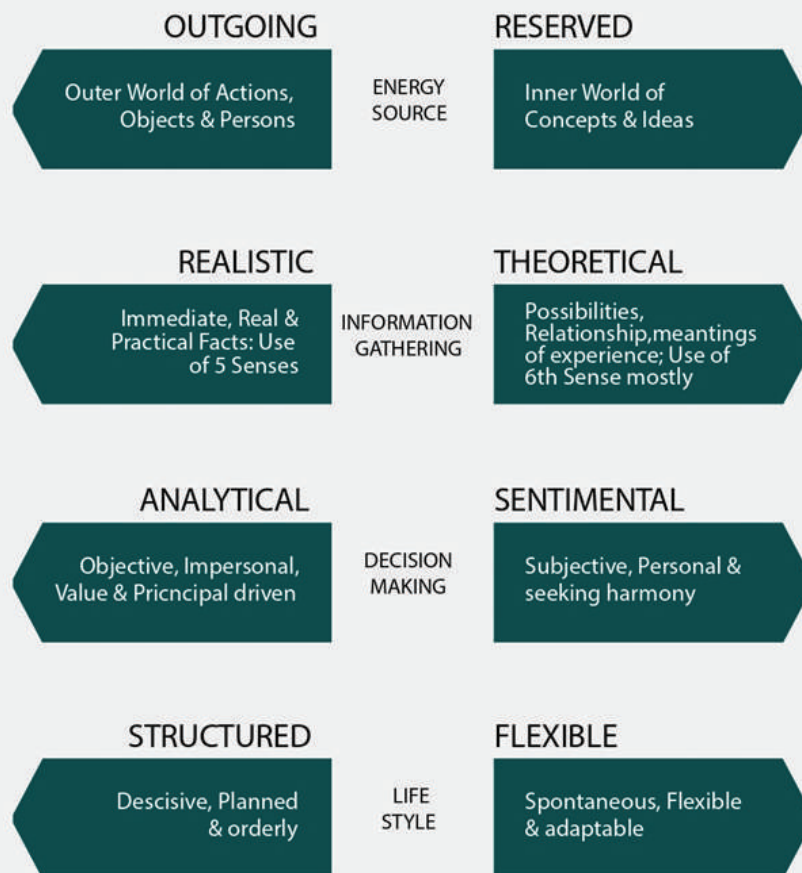 OUTGOING
Outer World of Actions,
Objects & Persons
ENERGY
SOURCE
RESERVED
Inner World of
Concepts & Ideas
REALISTIC
Immediate, Real &
Practical Facts: Use
of 5 Senses
INFORMATION
GATHERING
THEORETICAL
Possibilities,
Relationship,meantings
of experience; Use of
6th Sense mostly
ANALYTICAL
Objective, Impersonal,
Value & Pricncipal driven
DECISION
MAKING
SENTIMENTAL
Subjective, Personal &
seeking harmony
STRUCTURED
Descisive, Planned
& orderly
LIFE
STYLE
FLEXIBLE
Spontaneous, Flexible
& adaptable